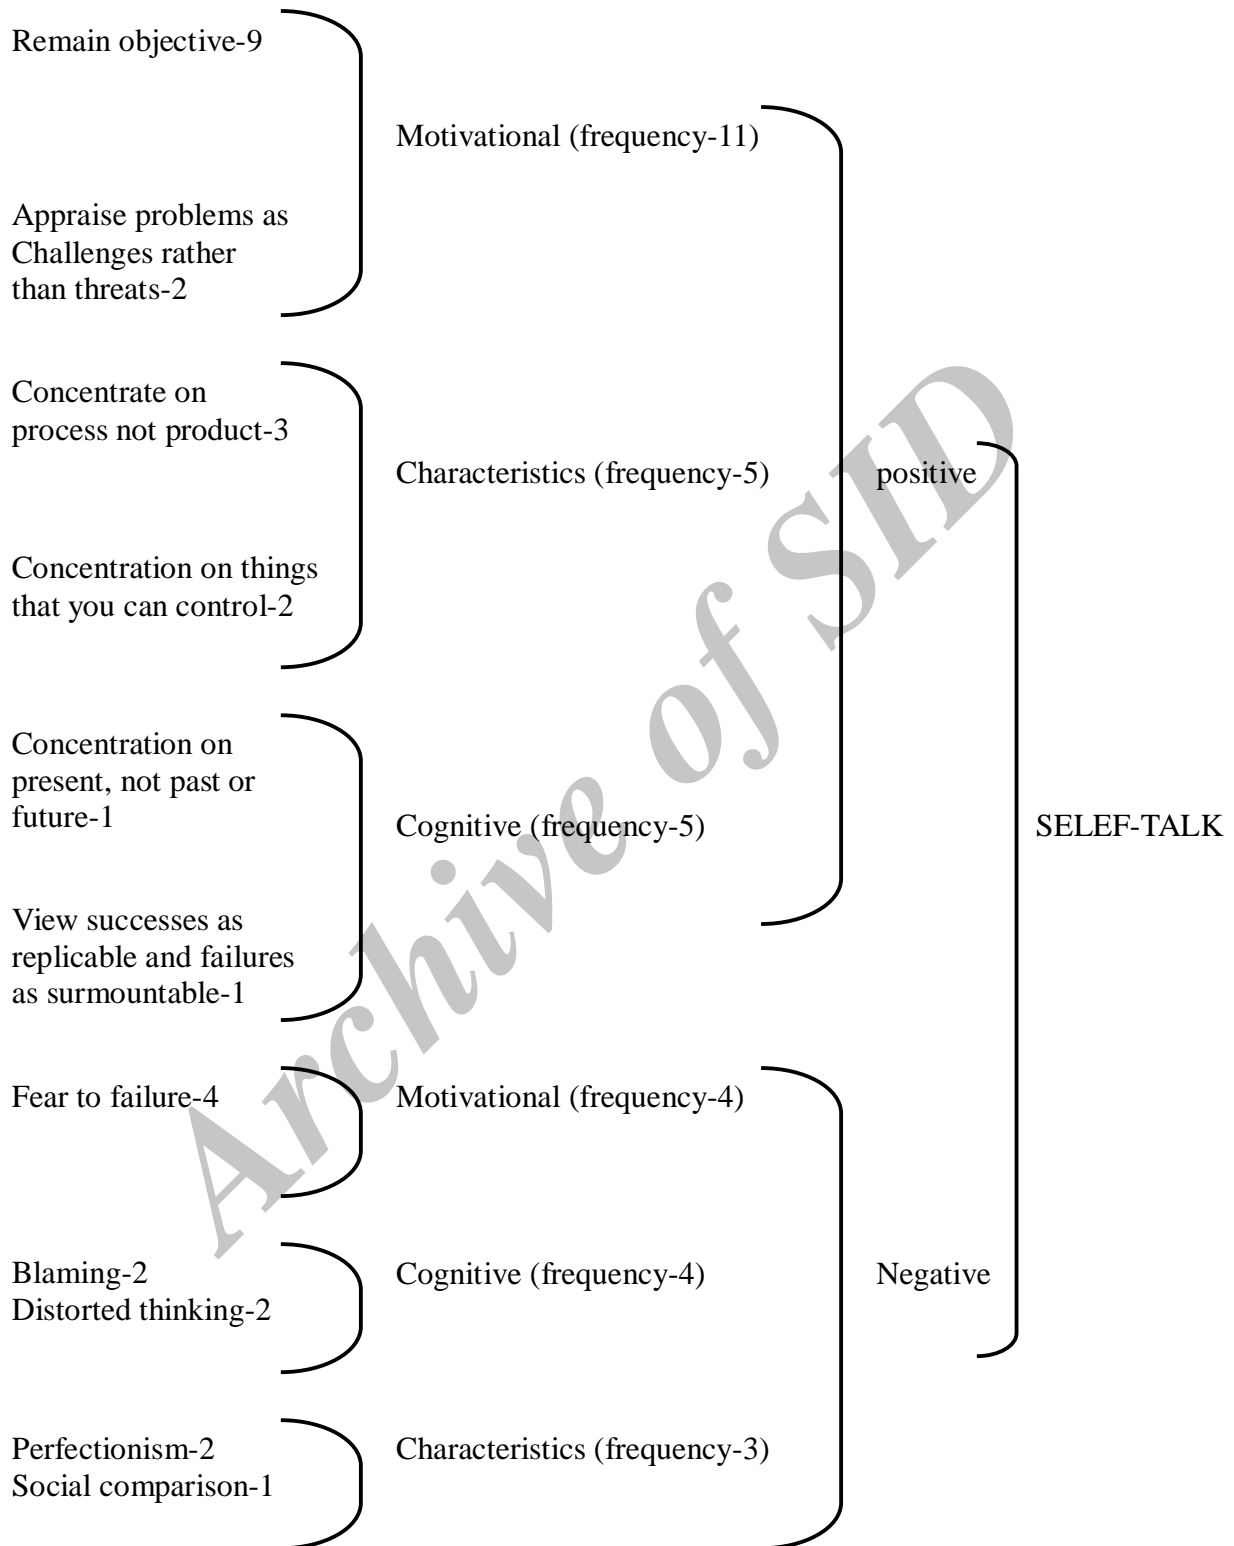 Remain objective-9
Motivational (frequency-11)
Appraise problems as
Challenges rather
than threats-2
Concentrate on
process not product-3
Characteristics (frequency-5)
positive
Concentration on things
that you can control-2
Concentration on
present, not past or
future-1
Cognitive (frequency-5)
SELEF-TALK
View successes as
replicable and failures
as surmountable-1
Fear to failure-4
Motivational (frequency-4)
Blaming-2
Distorted thinking-2
Cognitive (frequency-4)
Negative
Perfectionism-2
Social comparison-1
Characteristics (frequency-3)
Archive of SID